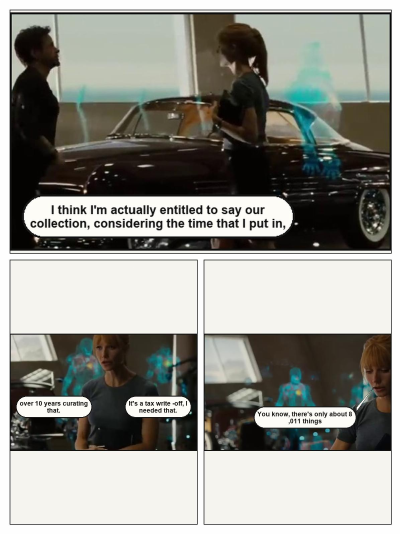 I think I'm actually entitled to say our
collection, considering the time that I put in,
over 10 years curating
that.
It's a tax write -off, I
needed that.
You know, there's only about 8
,011 things